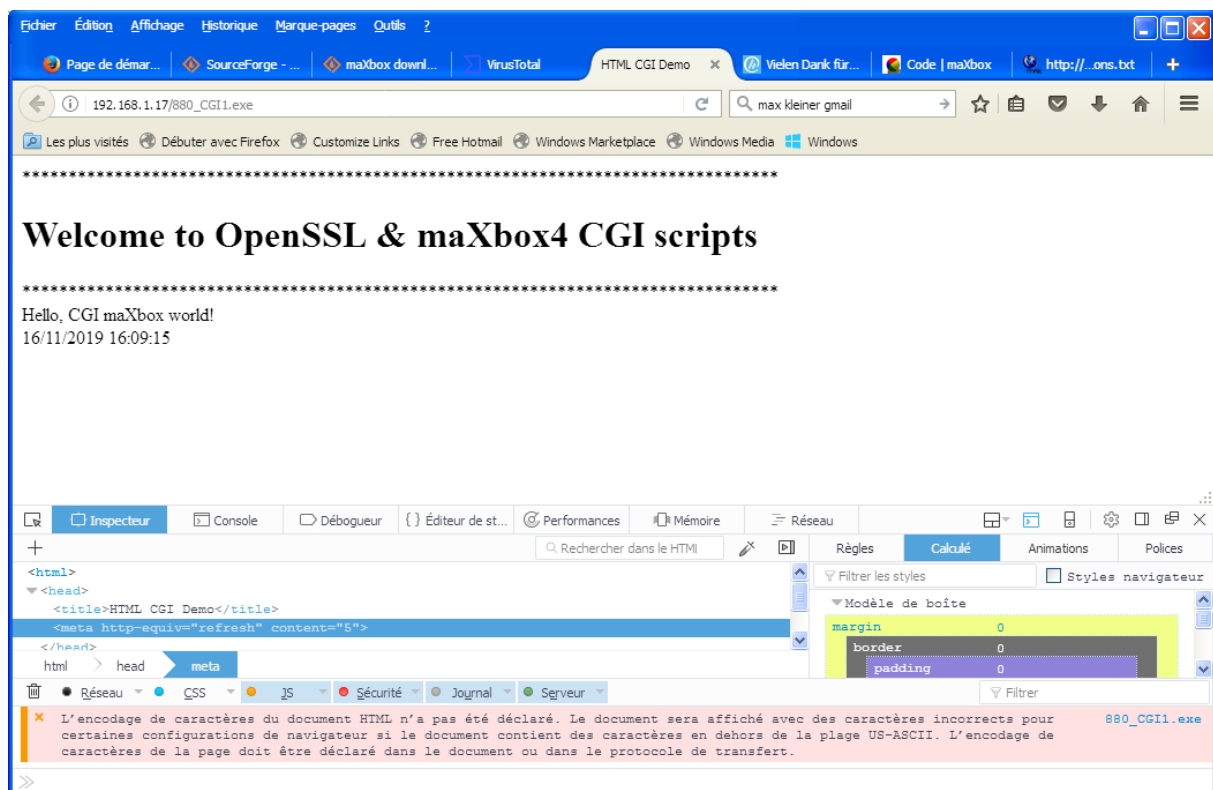 Fichier Édition Affichage Historique Marque-pages Outils ?
Page de démar... SourceForge - ... maXbox downl... VirusTotal HTML CGI Demo × Vielen Dank für... Code | maXbox http://...ons.txt +
192.168.1.17/880_CGI1.exe max kleiner gmail
Les plus visités Débuter avec Firefox Customize Links Free Hotmail Windows Marketplace Windows Media Windows
************************************************************************************
Welcome to OpenSSL & maXbox4 CGI scripts
************************************************************************************
Hello, CGI maXbox world!
16/11/2019 16:09:15
Inspecteur Console Débogueur { } Éditeur de st... Performances Mémoire Réseau
+ Rechercher dans le HTML Règles Calculé Animations Polices
<html>
<head>
<title>HTML CGI Demo</title>
<meta http-equiv="refresh" content="5">
</head>
html head meta
Filtrer les styles Styles navigateur
Modèle de boîte
margin 0
border 0
padding 0
Réseau CSS JS Sécurité Journal Serveur Filtrer
× L'encodage de caractères du document HTML n'a pas été déclaré. Le document sera affiché avec des caractères incorrects pour 880_CGI1.exe
certaines configurations de navigateur si le document contient des caractères en dehors de la plage US-ASCII. L'encodage de
caractères de la page doit être déclaré dans le document ou dans le protocole de transfert.